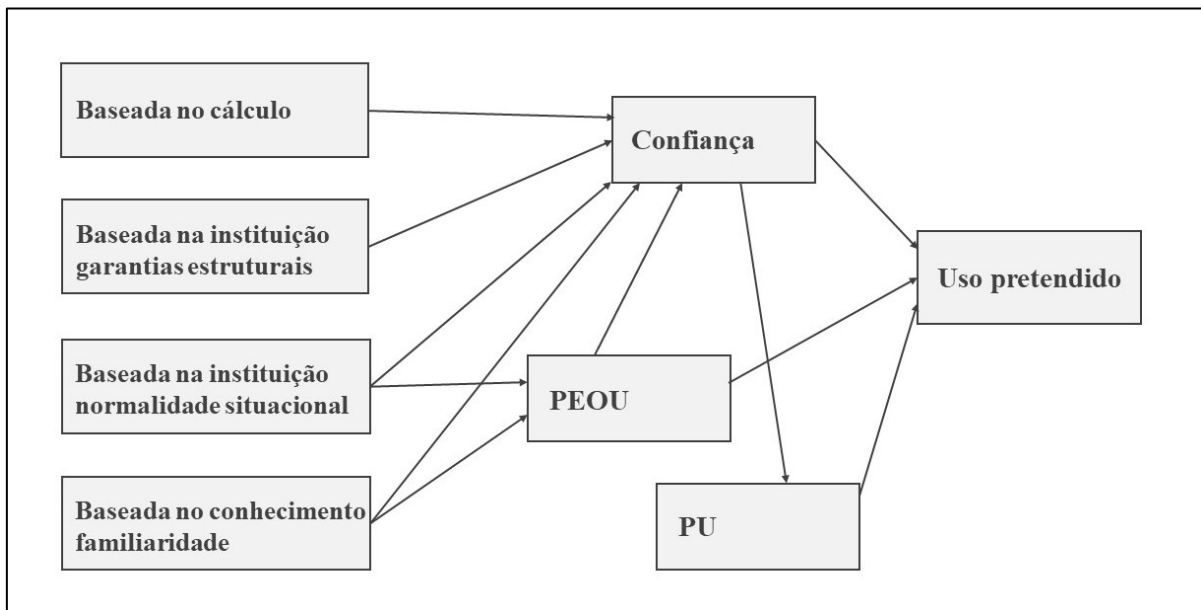 Baseada no cálculo
Confiança
Baseada na instituição
garantias estruturais
Uso pretendido
Baseada na instituição
normalidade situacional
PEOU
Baseada no conhecimento
familiaridade
PU